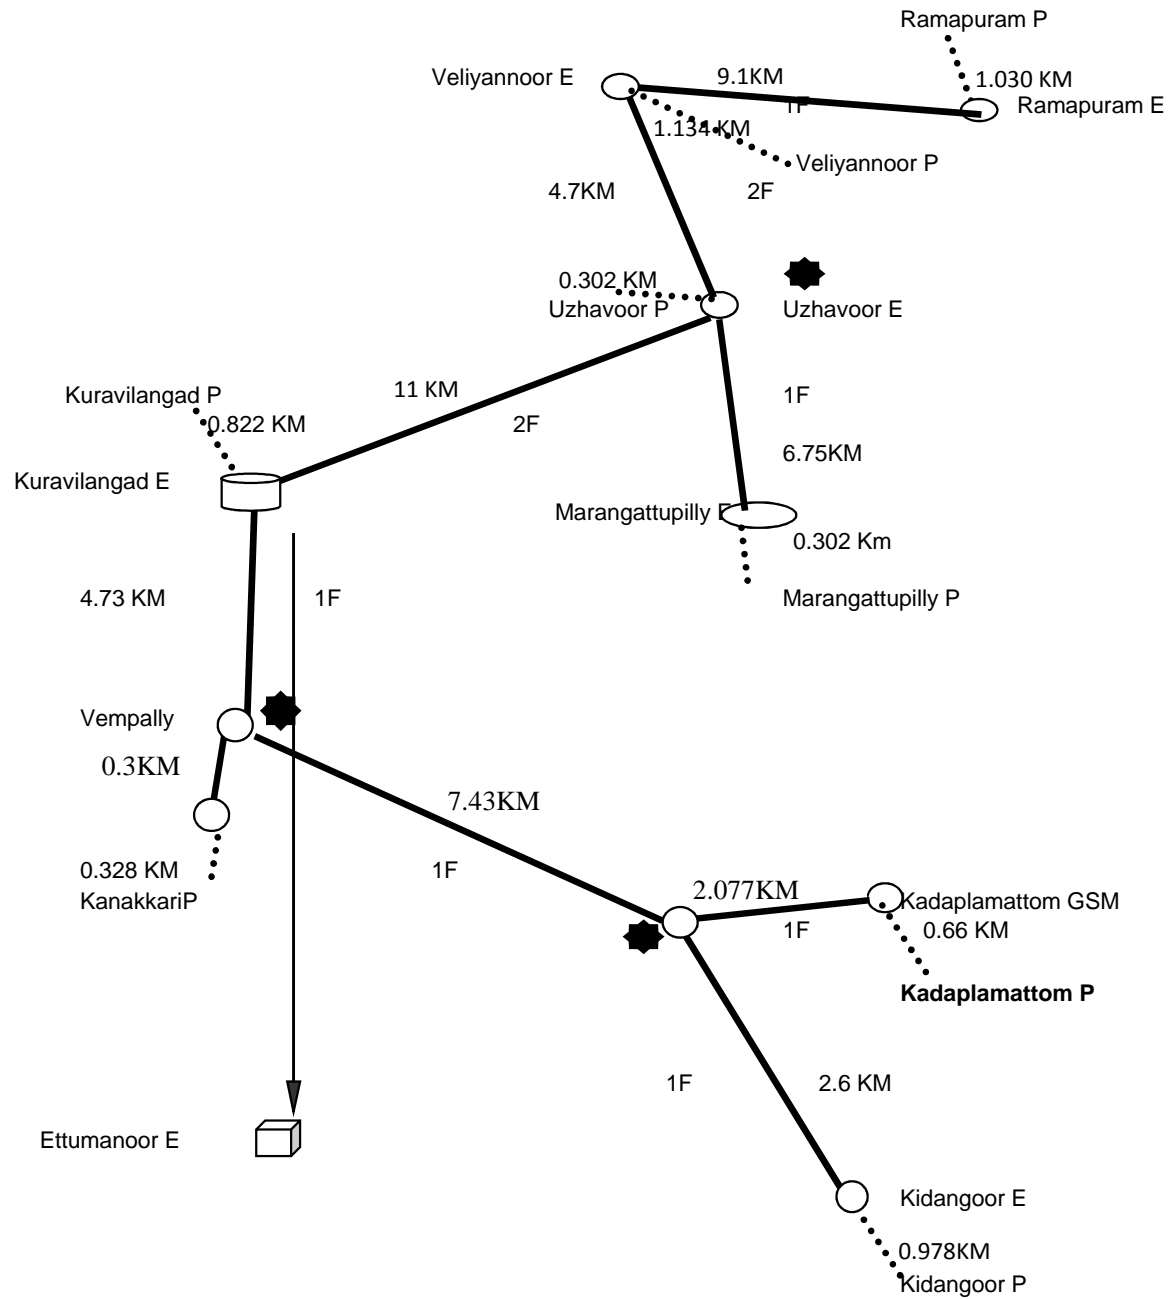 Ramapuram P
Veliyannoor E
9.1KM
1.030 KM
1F
Ramapuram E
1.134 KM
Veliyannoor P
4.7KM
2F
0.302 KM
Uzhavoor P
Uzhavoor E
Kuravilangad P
11 KM
1F
0.822 KM
2F
6.75KM
Kuravilangad E
Marangattupilly E
0.302 Km
4.73 KM
1F
Marangattupilly P
Vempally
0.3KM
7.43KM
0.328 KM
1F
2.077KM
KanakkariP
Kadaplamattom GSM
1F
0.66 KM
Kadaplamattom P
1F
2.6 KM
Ettumanoor E
Kidangoor E
0.978KM
Kidangoor P